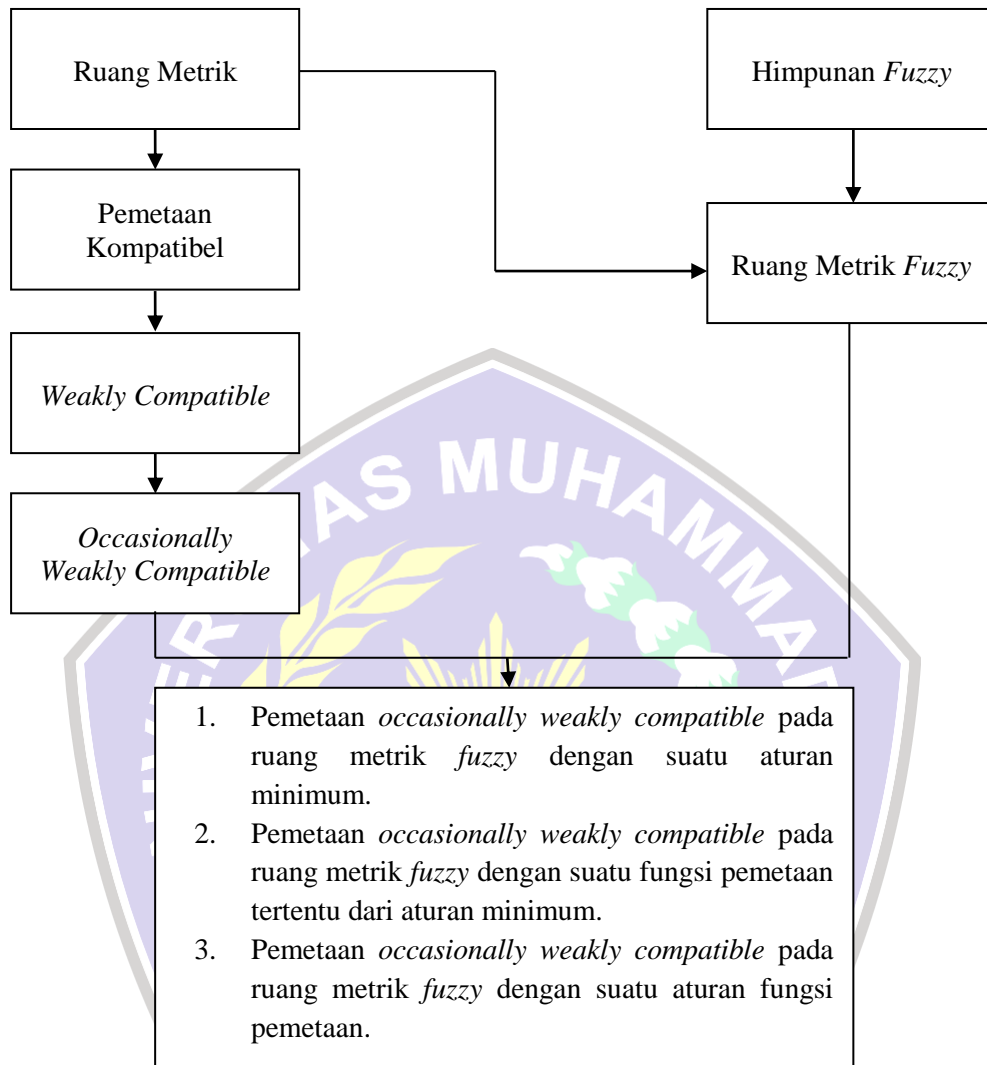 Ruang Metrik
Himpunan Fuzzy
Pemetaan
Kompatibel
Ruang Metrik Fuzzy
Weakly Compatible
Occasionally
Weakly Compatible
AS MUHAMMA
1. Pemetaan occasionally weakly compatible pada
ruang metrik fuzzy dengan suatu aturan
minimum.
2. Pemetaan occasionally weakly compatible pada
ruang metrik fuzzy dengan suatu fungsi pemetaan
tertentu dari aturan minimum.
3. Pemetaan occasionally weakly compatible pada
ruang metrik fuzzy dengan suatu aturan fungsi
pemetaan.